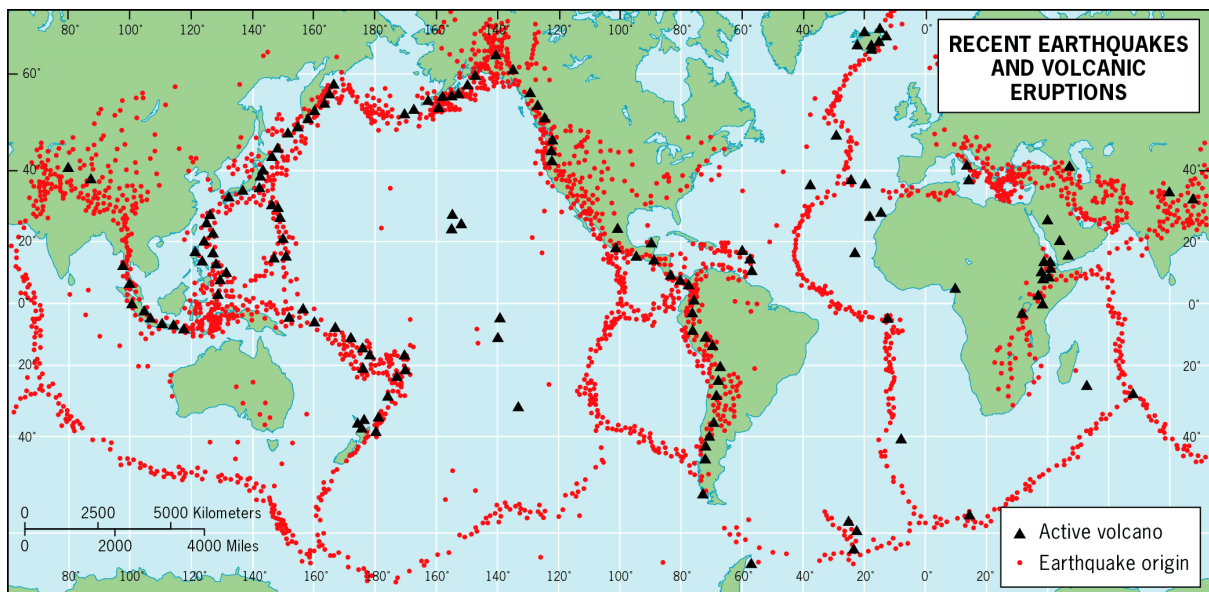 80° 100° 120° 140° 160° 180° 160° 140° 120° 100° 80° 60° 40° 20° 0°
RECENT EARTHQUAKES
AND VOLCANIC
ERUPTIONS
60°
40° 40°
20° 20°
0° 0°
20° 20°
40° 40°
0 2500 5000 Kilometers
0 2000 4000 Miles
Active volcano
Earthquake origin
80° 100° 120° 140° 160° 180° 160° 140° 120° 100° 80° 60° 40° 20° 0° 20°